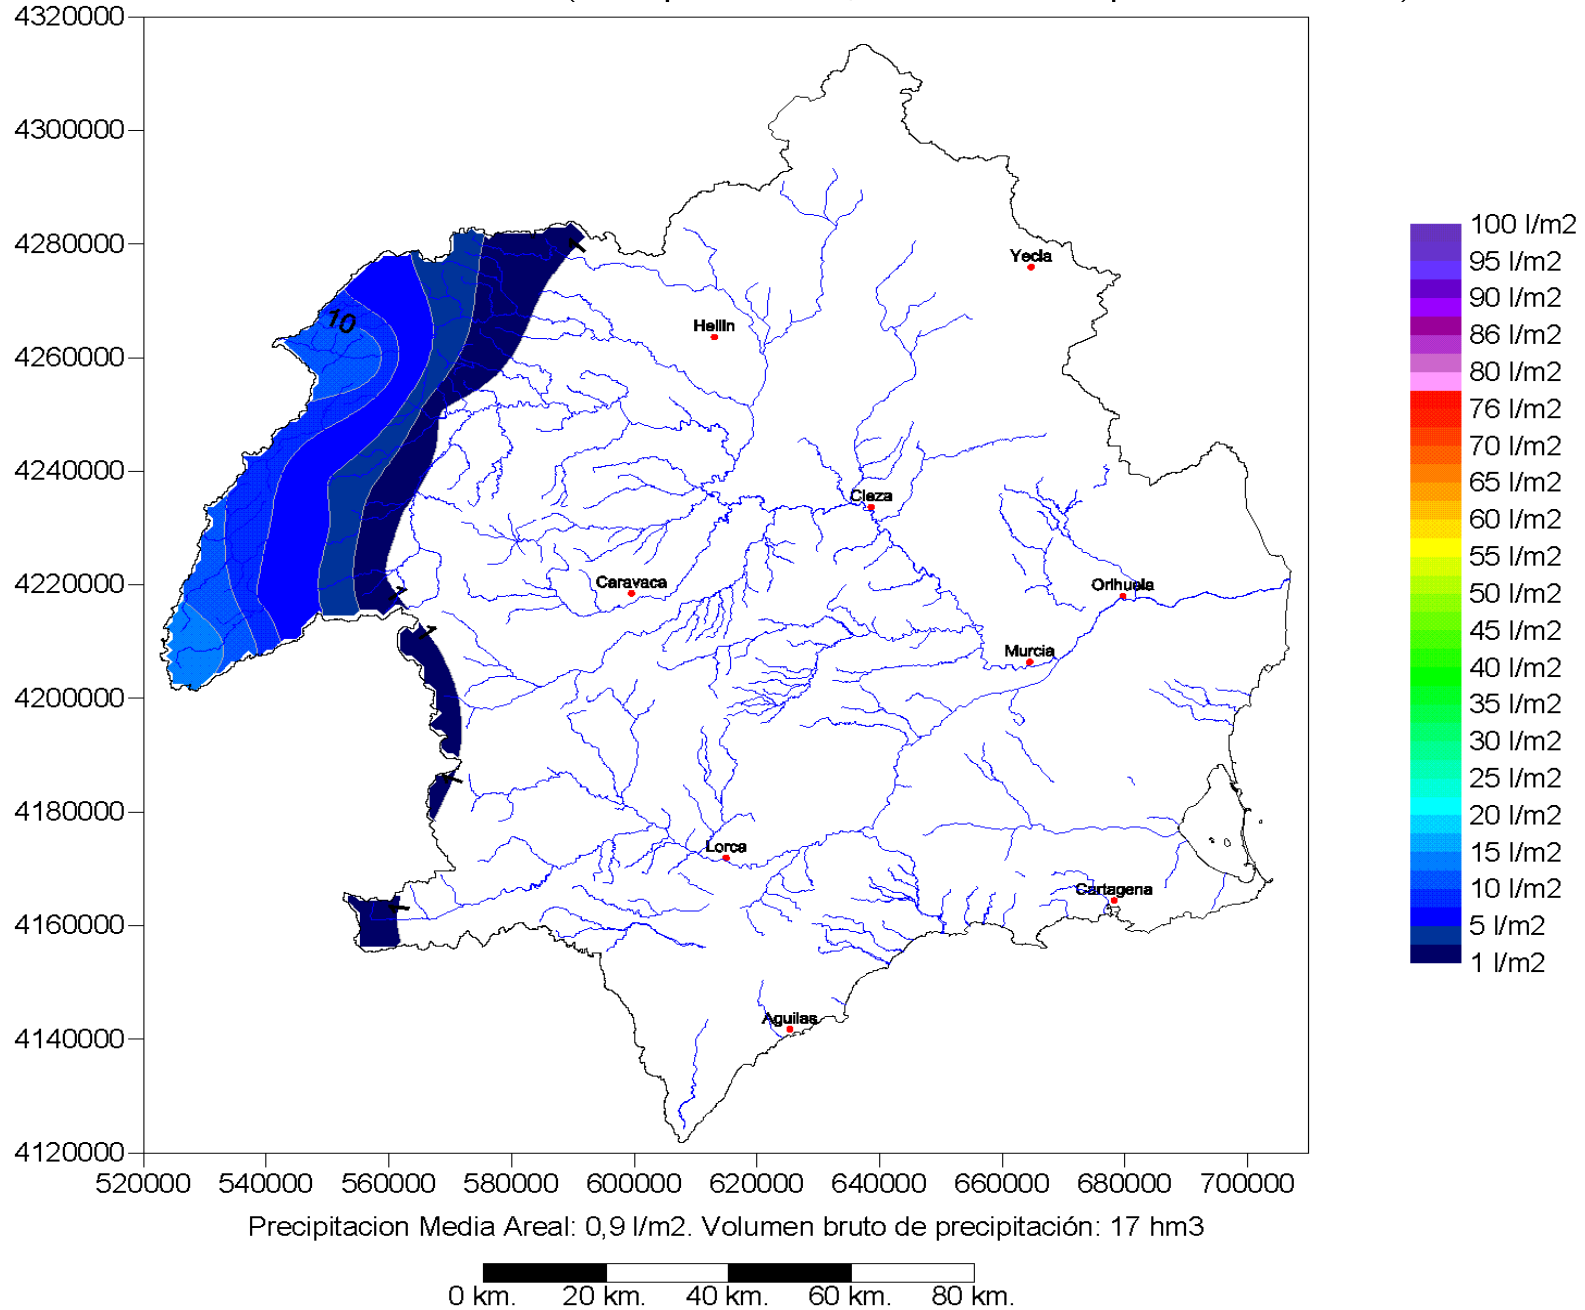 4320000
4300000
4280000
4260000
4240000
4220000
4200000
4180000
4160000
4140000
4120000
520000 540000 560000 580000 600000 620000 640000 660000 680000 700000
10
1
1
1
1
1
Yecla
Hellin
Cieza
Caravaca
Orihuela
Murcia
Lorca
Cartagena
Aguilas
100 l/m2
95 l/m2
90 l/m2
86 l/m2
80 l/m2
76 l/m2
70 l/m2
65 l/m2
60 l/m2
55 l/m2
50 l/m2
45 l/m2
40 l/m2
35 l/m2
30 l/m2
25 l/m2
20 l/m2
15 l/m2
10 l/m2
5 l/m2
1 l/m2
Precipitacion Media Areal: 0,9 l/m2. Volumen bruto de precipitación: 17 hm3
0 km. 20 km. 40 km. 60 km. 80 km.